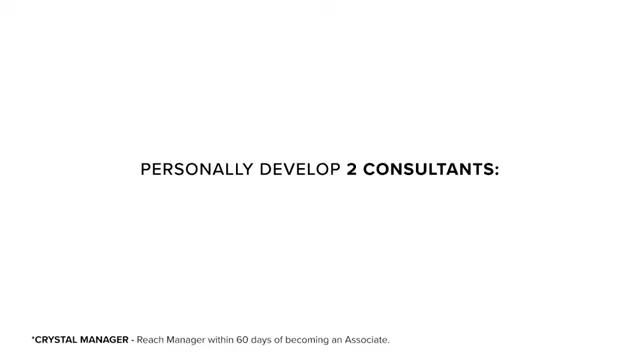 PERSONALLY DEVELOP 2 CONSULTANTS:
*CRYSTAL MANAGER - Reach Manager within 60 days of becoming an Associate.